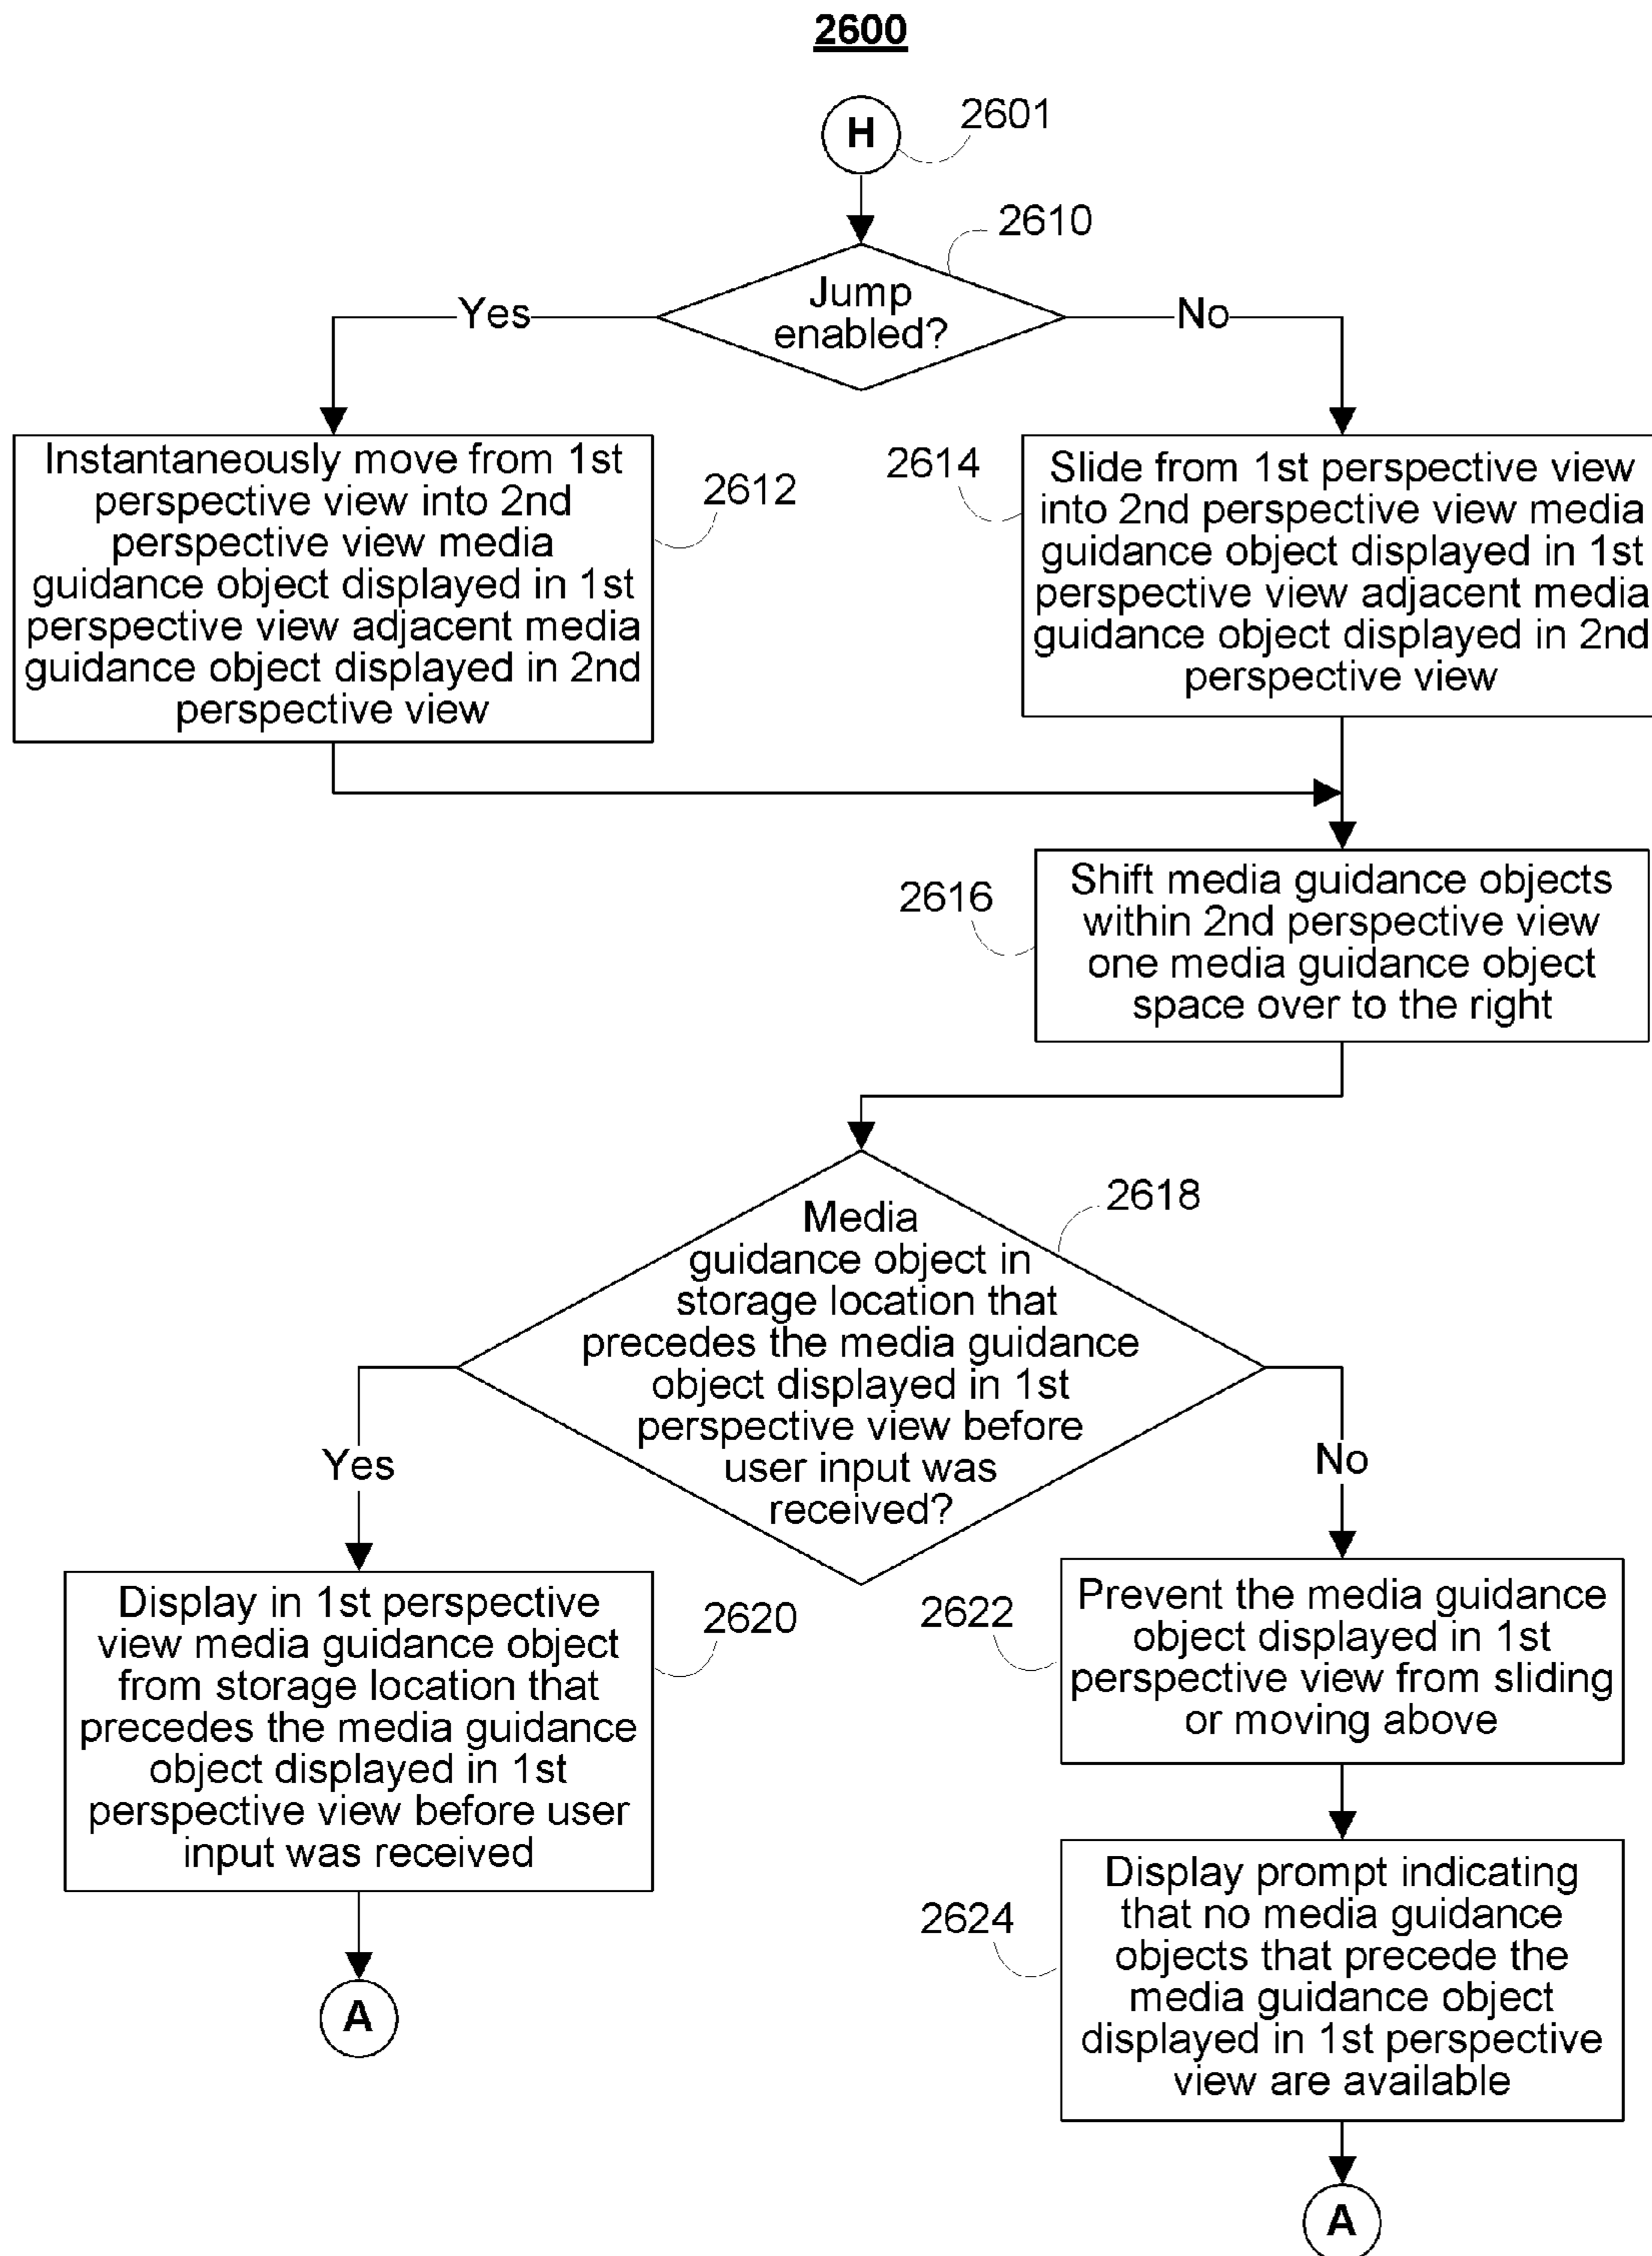 2600
H
2601
2610
Jump
enabled?
Yes
No
Instantaneously move from 1st
perspective view into 2nd
perspective view media
guidance object displayed in 1st
perspective view adjacent media
guidance object displayed in 2nd
perspective view
2612
2614
Slide from 1st perspective view
into 2nd perspective view media
guidance object displayed in 1st
perspective view adjacent media
guidance object displayed in 2nd
perspective view
2616
Shift media guidance objects
within 2nd perspective view
one media guidance object
space over to the right
2618
Media
guidance object in
storage location that
precedes the media guidance
object displayed in 1st
perspective view before
user input was
received?
Yes
No
Display in 1st perspective
view media guidance object
from storage location that
precedes the media guidance
object displayed in 1st
perspective view before user
input was received
2620
2622
Prevent the media guidance
object displayed in 1st
perspective view from sliding
or moving above
2624
Display prompt indicating
that no media guidance
objects that precede the
media guidance object
displayed in 1st perspective
view are available
A
A